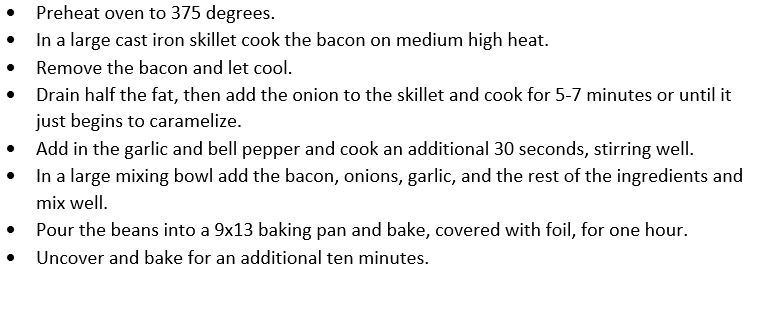 • Preheat oven to 375 degrees.
• In a large cast iron skillet cook the bacon on medium high heat.
• Remove the bacon and let cool.
• Drain half the fat, then add the onion to the skillet and cook for 5-7 minutes or until it
just begins to caramelize.
• Add in the garlic and bell pepper and cook an additional 30 seconds, stirring well.
• In a large mixing bowl add the bacon, onions, garlic, and the rest of the ingredients and
mix well.
• Pour the beans into a 9x13 baking pan and bake, covered with foil, for one hour.
• Uncover and bake for an additional ten minutes.